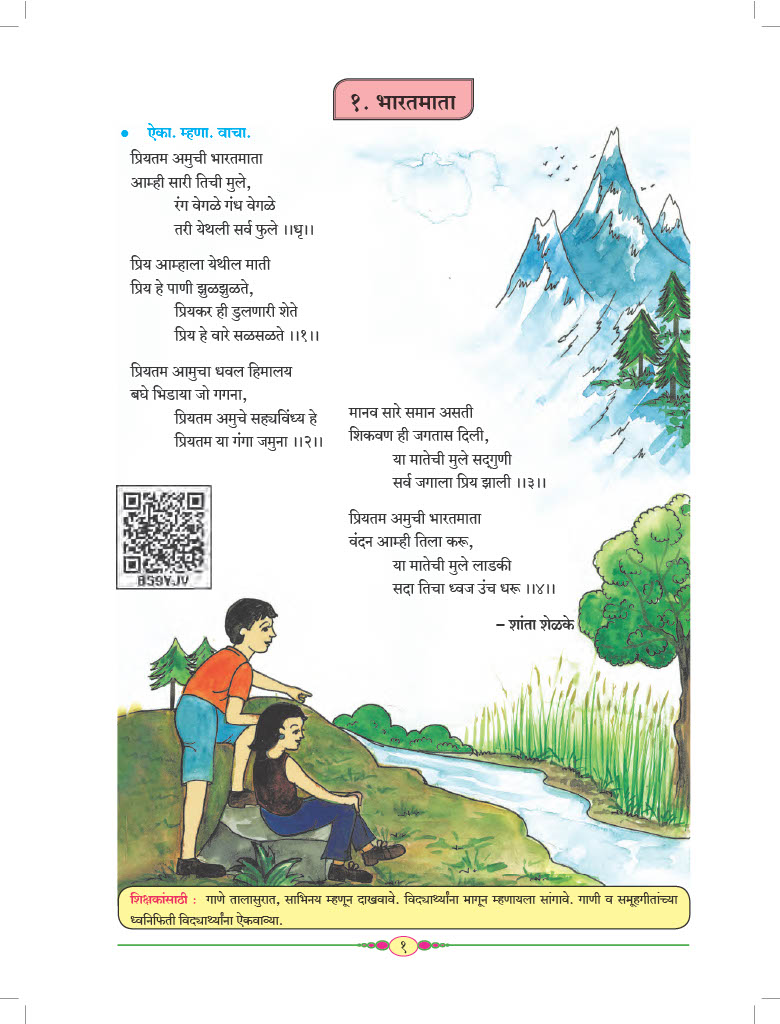 १. भारतमाता
• ऐका. म्हणा. वाचा.
प्रियतम अमुची भारतमाता
आम्ही सारी तिची मुले,
रंग वेगळे गंध वेगळे
तरी येथली सर्व फुले ।।धृ।।
प्रिय आम्हाला येथील माती
प्रिय हे पाणी झुळझुळते,
प्रियकर ही डुलणारी शेते
प्रिय हे वारे सळसळते ।।१।।
प्रियतम आमुचा धवल हिमालय
बघे भिडाया जो गगना,
प्रियतम अमुचे सह्यविंध्य हे
प्रियतम या गंगा जमुना ।।२।।
मानव सारे समान असती
शिकवण ही जगतास दिली,
या मातेची मुले सद्‌गुणी
सर्व जगाला प्रिय झाली ।।३।।
प्रियतम अमुची भारतमाता
वंदन आम्ही तिला करू,
या मातेची मुले लाडकी
सदा तिचा ध्वज उंच धरू ।।४।।
– शांता शेळके
शिक्षकांसाठी : गाणे तालासुरात, साभिनय म्हणून दाखवावे. विद्यार्थ्यांना मागून म्हणायला सांगावे. गाणी व समूहगीतांच्या
ध्वनिफिती विद्यार्थ्यांना ऐकवाव्या.
१